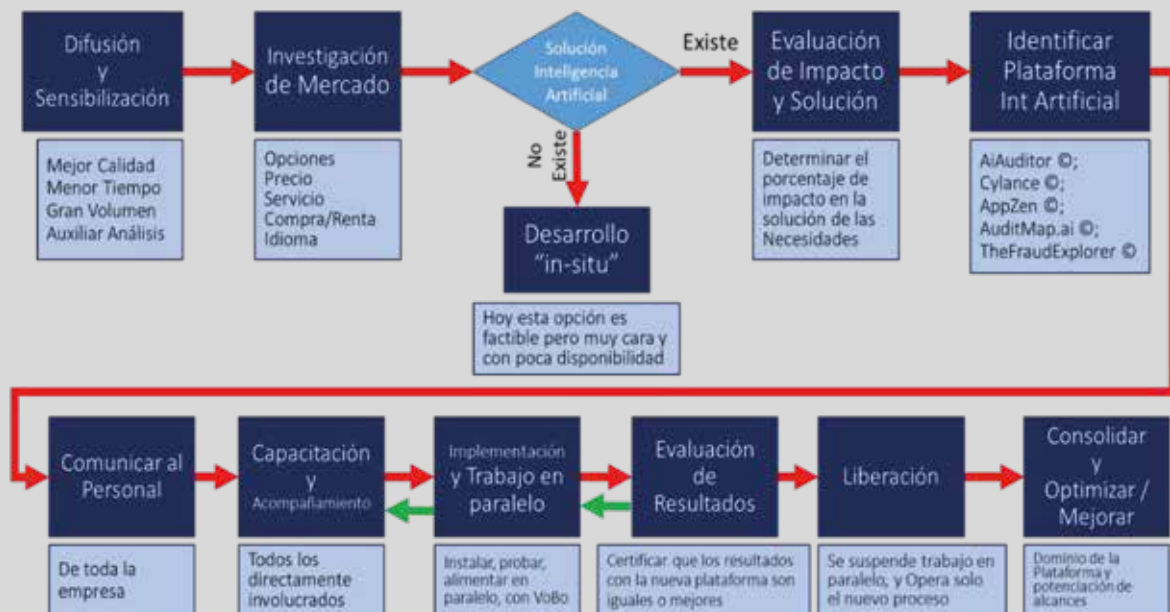 Difusión
y
Sensibilización
Mejor Calidad
Menor Tiempo
Gran Volumen
Auxiliar Análisis
Investigación
de Mercado
Opciones
Precio
Servicio
Compra/Renta
Idioma
Solución
Inteligencia
Artificial
Existe
No
Existe
Desarrollo
“in-situ”
Hoy esta opción es
factible pero muy cara y
con poca disponibilidad
Evaluación
de Impacto
y Solución
Determinar el
porcentaje de
impacto en la
solución de las
Necesidades
Identificar
Plataforma
Int Artificial
AiAuditor ©;
Cylance ©;
AppZen ©;
AuditMap.ai ©;
TheFraudExplorer ©
Comunicar al
Personal
De toda la
empresa
Capacitación
y
Acompañamiento
Todos los
directamente
involucrados
Implementación
y Trabajo en
paralelo
Instalar, probar,
alimentar en
paralelo, con VoBo
Evaluación
de
Resultados
Certificar que los resultados
con la nueva plataforma son
iguales o mejores
Liberación
Se suspende trabajo en
paralelo, y Opera solo
el nuevo proceso
Consolidar
y
Optimizar /
Mejorar
Dominio de la
Plataforma y
potenciación de
alcances